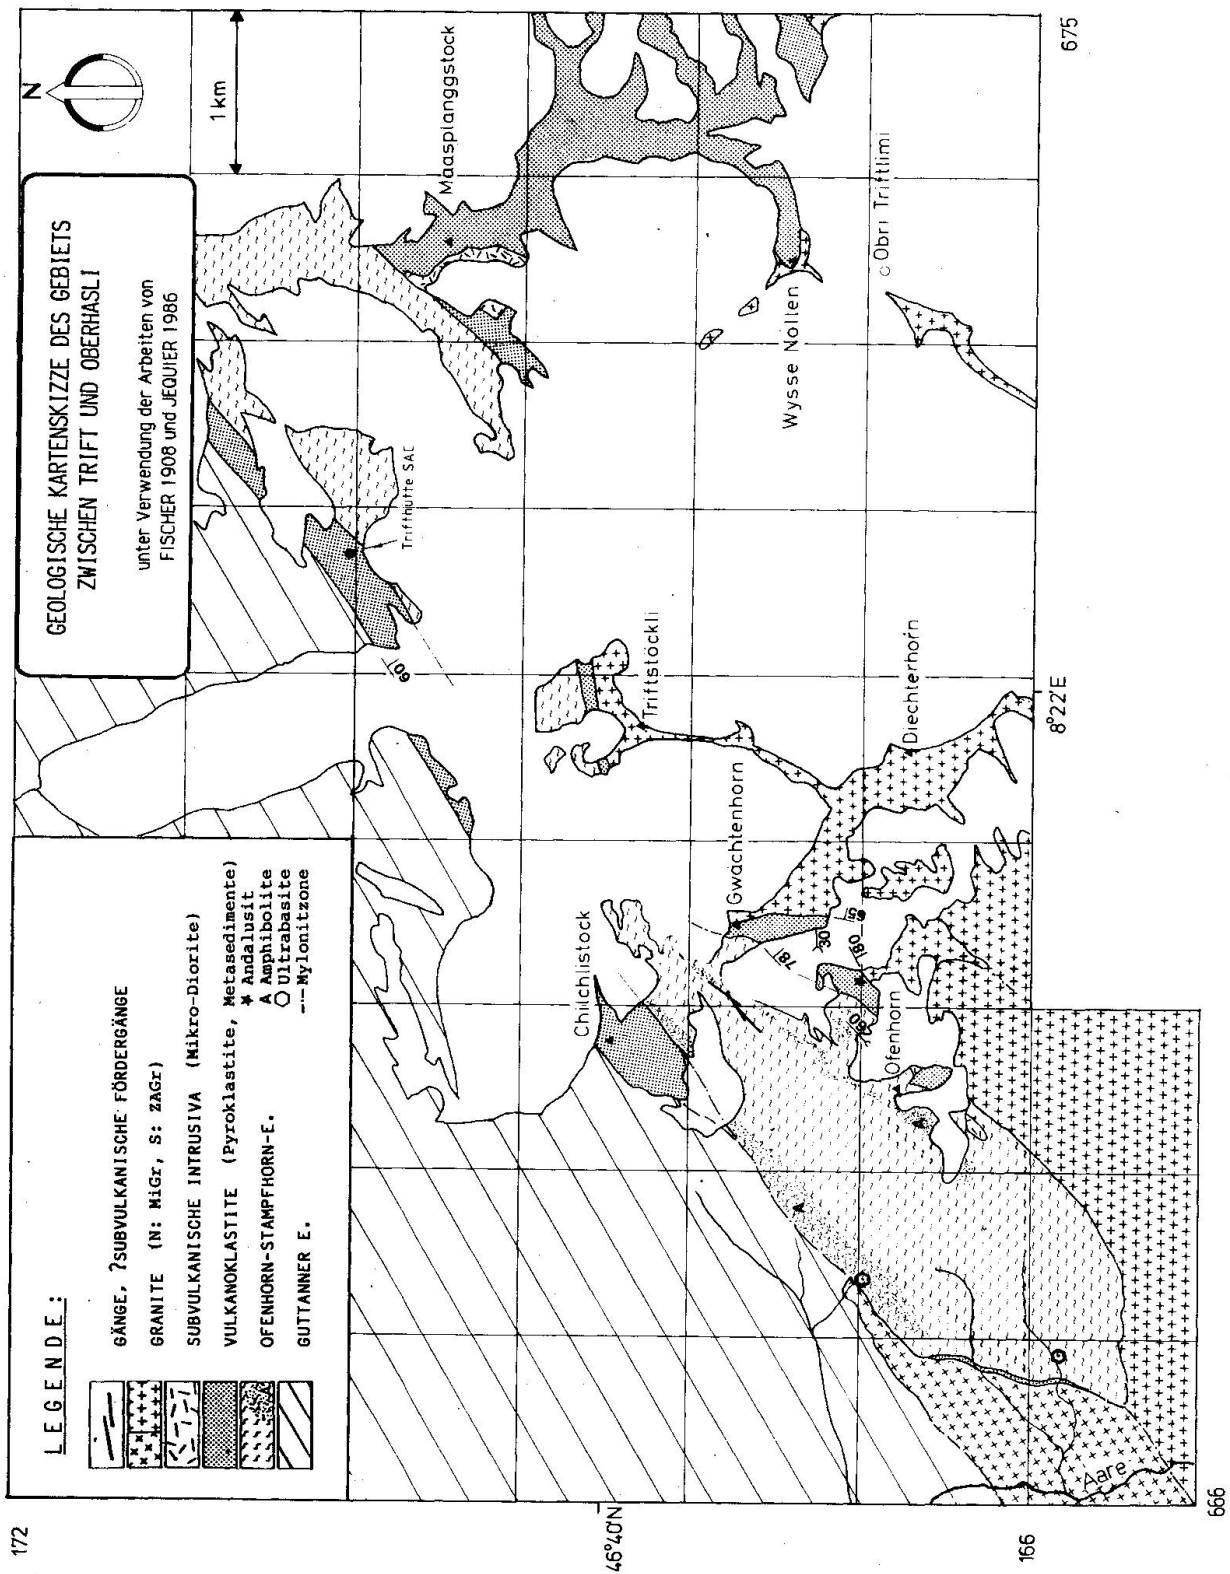 GEOLOGISCHE KARTENSKIZZE DES GEBIETS
ZWISCHEN TRIFT UND OBERHASLI
unter Verwendung der Arbeiten von
FISCHER 1908 und JEQUIER 1986
N
1 km
LEGENDE:
GÄNGE, ?SUBVULKANISCHE FÖRDERGÄNGE
GRANITE (N: MiGr, S: ZAGr)
SUBVULKANISCHE INTRUSIVA (Mikro-Diorite)
VULKANOKLASTITE (Pyroklastite, Metasedimente)
OFENHORN-STAMPFHORN-E.
GUTTANNER E.
★ Andalusit
A Amphibolite
○ Ultrabasite
--- Mylonitzone
172
46°40'N
166
666
8°22'E
675
Maasplanggstock
Trifthütte SAC
60
Triftstöckli
Wysse Nollen
Obri Triftlimi
Chilchlistock
Gwächtenhorn
Diechterhorn
Ofenhorn
78
30
65
80
60
A
A
Aare